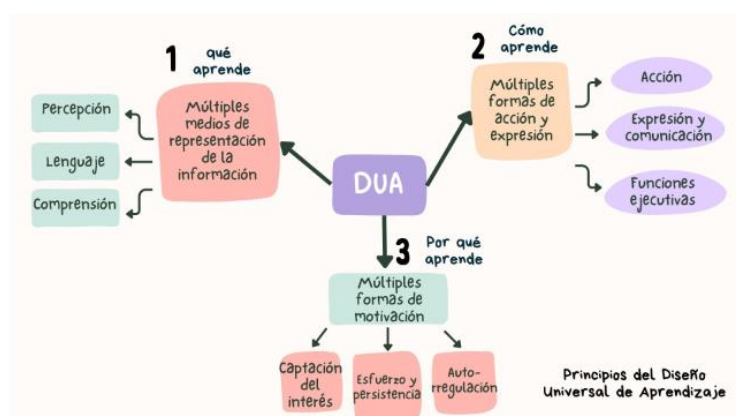 1
qué
aprende
Múltiples
medios de
representación
de la
información
Percepción
Lenguaje
Comprensión
DUA
2
Cómo
aprende
Múltiples
formas de
acción y
expresión
Acción
Expresión y
comunicación
Funciones
ejecutivas
3
Por qué
aprende
Múltiples
formas de
motivación
Captación
del
interés
Esfuerzo y
persistencia
Auto-
rregulación
Principios del Diseño
Universal de Aprendizaje